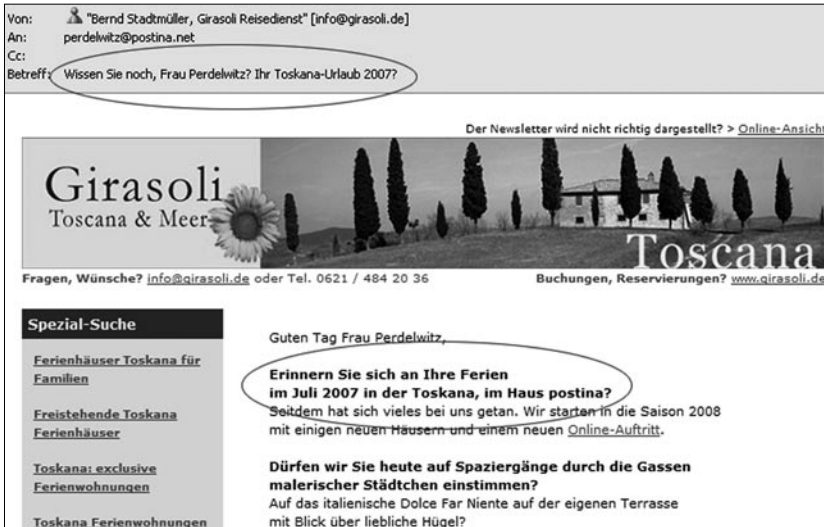 Von: "Bernd Stadtmüller, Girasoli Reisedienst" [info@girasoli.de]
An: perdelwitz@postina.net
Cc:
Betreff: Wissen Sie noch, Frau Perdelwitz? Ihr Toskana-Urlaub 2007?
Der Newsletter wird nicht richtig dargestellt? > Online-Ansicht
Girasoli
Toscana & Meer
Toscana
Fragen, Wünsche? info@girasoli.de oder Tel. 0621 / 484 20 36
Buchungen, Reservierungen? www.girasoli.de
Spezial-Suche
Ferienhäuser Toskana für
Familien
Freistehende Toskana
Ferienhäuser
Toskana: exclusive
Ferienwohnungen
Toskana Ferienwohnungen
Guten Tag Frau Perdelwitz,
Erinnern Sie sich an Ihre Ferien
im Juli 2007 in der Toskana, im Haus postina?
Seitdem hat sich vieles bei uns getan. Wir starten in die Saison 2008
mit einigen neuen Häusern und einem neuen Online-Auftritt.
Dürfen wir Sie heute auf Spaziergänge durch die Gassen
malerischer Städtchen einstimmen?
Auf das italienische Dolce Far Niente auf der eigenen Terrasse
mit Blick über liebliche Hügel?